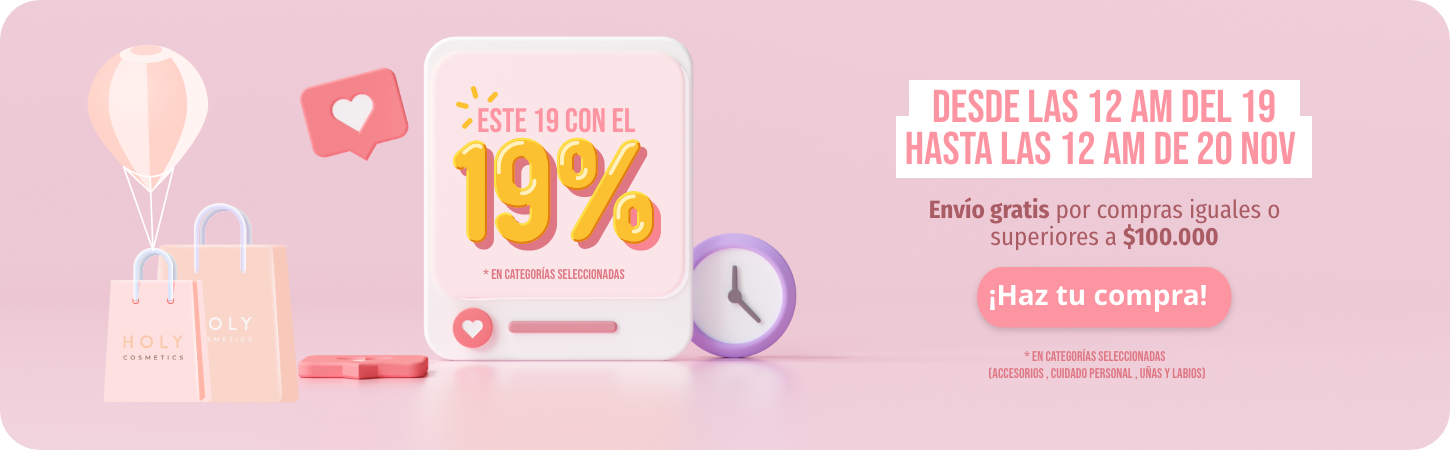 ESTE 19 CON EL
19%
* EN CATEGORÍAS SELECCIONADAS
HOLY
COSMETICS
OLY
SMETICS
DESDE LAS 12 AM DEL 19
HASTA LAS 12 AM DE 20 NOV
Envío gratis por compras iguales o
superiores a $100.000
¡Haz tu compra!
* EN CATEGORÍAS SELECCIONADAS
(ACCESORIOS , CUIDADO PERSONAL , UÑAS Y LABIOS)